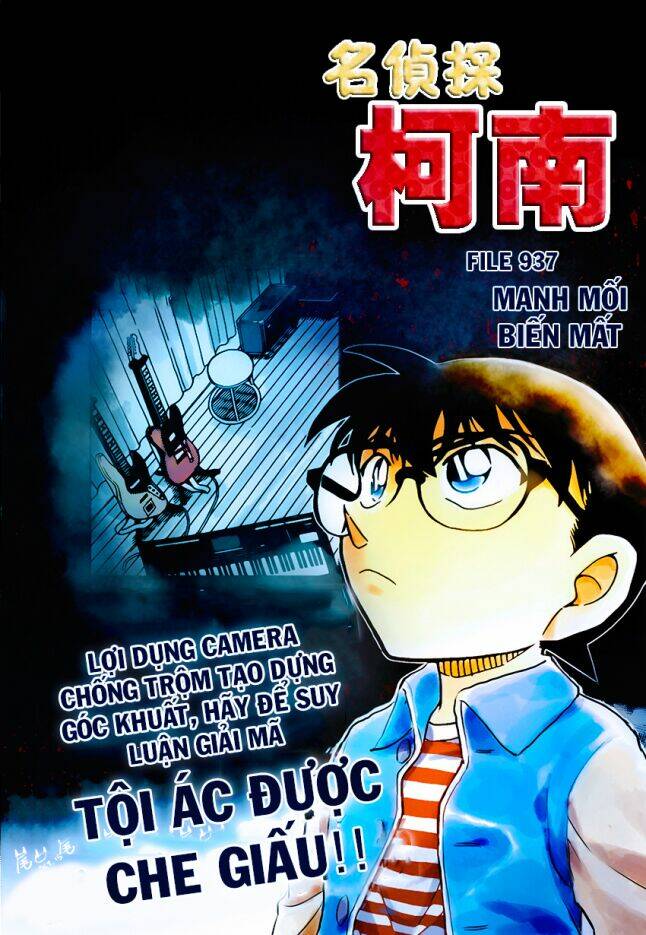 名偵探
柯南
FILE 937
MANH MỐI
BIẾN MẤT
LỢI DỤNG CAMERA
CHỐNG TRỘM TẠO DỰNG
GÓC KHUẤT, HÃY ĐỂ SUY
LUẬN GIẢI MÃ
TỘI ÁC ĐƯỢC
CHE GIẤU!!